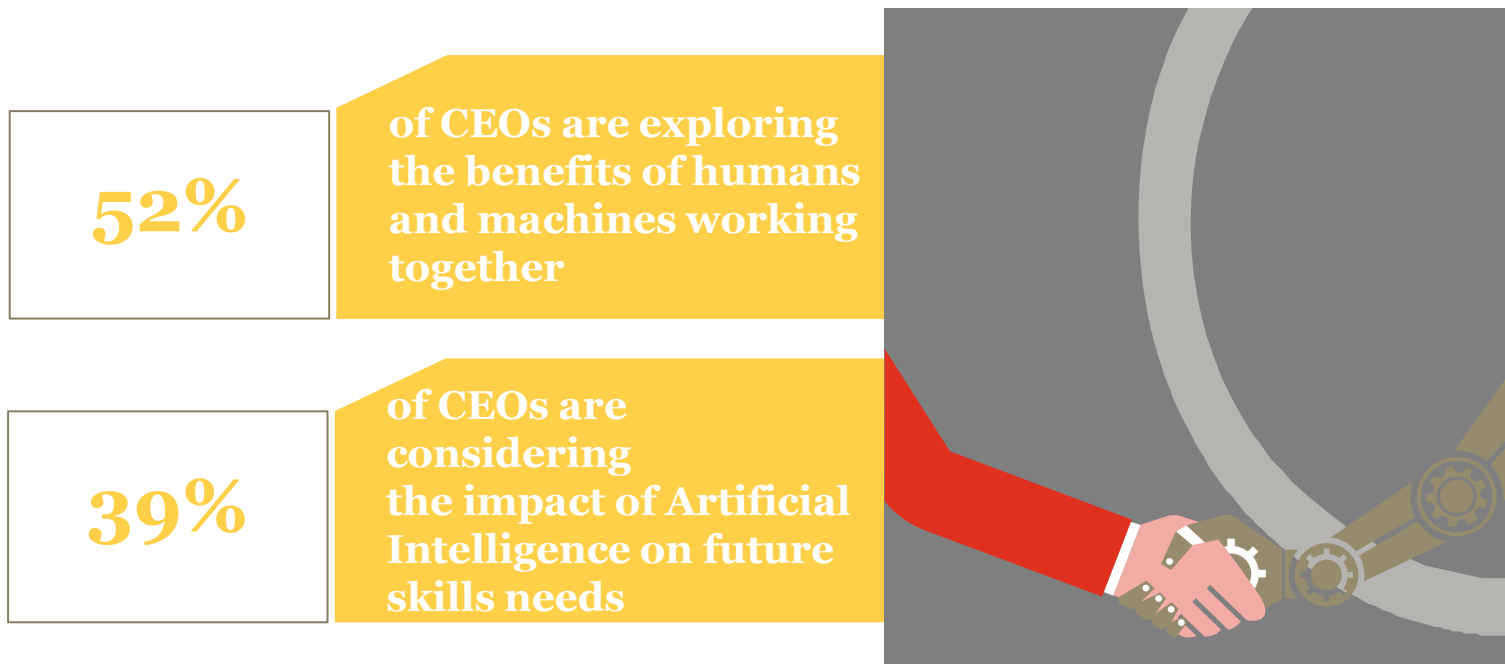 52%
of CEOs are exploring
the benefits of humans
and machines working
together
39%
of CEOs are
considering
the impact of Artificial
Intelligence on future
skills needs